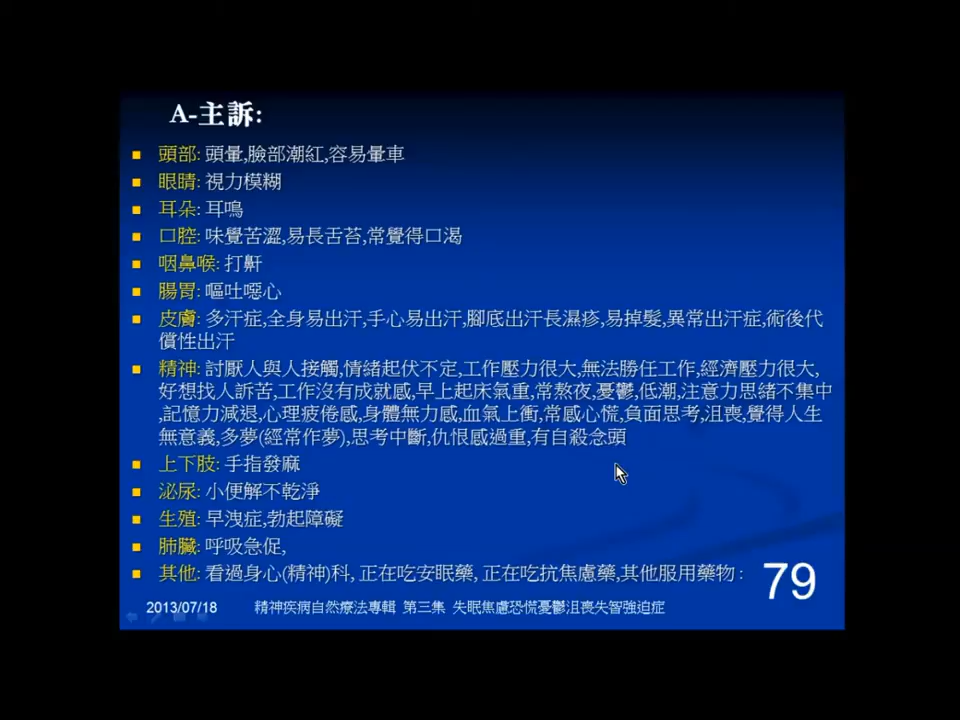 A-主訴:
頭部: 頭暈,臉部潮紅,容易暈車
眼睛: 視力模糊
耳朵: 耳鳴
口腔: 味覺苦澀,易長舌苔,常覺得口渴
咽鼻喉: 打鼾
腸胃: 嘔吐噁心
皮膚: 多汗症,全身易出汗,手心易出汗,腳底出汗長濕疹,易掉髮,異常出汗症,術後代
償性出汗
精神: 討厭人與人接觸,情緒起伏不定,工作壓力很大,無法勝任工作,經濟壓力很大,
好想找人訴苦,工作沒有成就感,早上起床氣重,常熬夜,憂鬱,低潮,注意力思緒不集中
,記憶力減退,心理疲倦感,身體無力感,血氣上衝,常感心慌,負面思考,沮喪,覺得人生
無意義,多夢(經常作夢),思考中斷,仇恨感過重,有自殺念頭
上下肢: 手指發麻
泌尿: 小便解不乾淨
生殖: 早洩症,勃起障礙
肺臟: 呼吸急促,
其他: 看過身心(精神)科, 正在吃安眠藥, 正在吃抗焦慮藥,其他服用藥物 :
79
2013/07/18 精神疾病自然療法專輯 第三集 失眠焦慮恐慌憂鬱沮喪失智強迫症